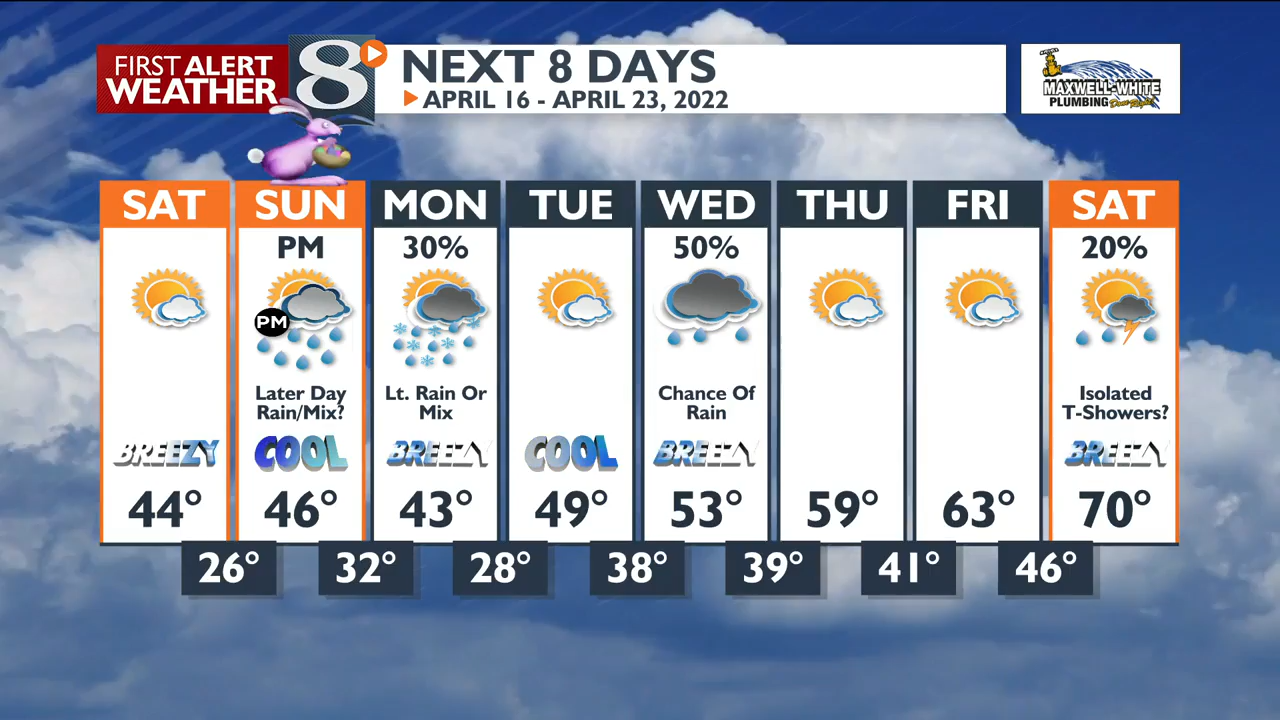 FIRST ALERT
WEATHER
8
NEXT 8 DAYS
APRIL 16 - APRIL 23, 2022
MAXWELL-WHITE
PLUMBING Done Right!
SAT SUN MON TUE WED THU FRI SAT
PM 30% 50% 20%
PM
Later Day Lt. Rain Or Chance Of Isolated
Rain/Mix? Mix Rain T-Showers?
BREEZY COOL BREEZY COOL BREEZY BREEZY
44° 46° 43° 49° 53° 59° 63° 70°
26° 32° 28° 38° 39° 41° 46°